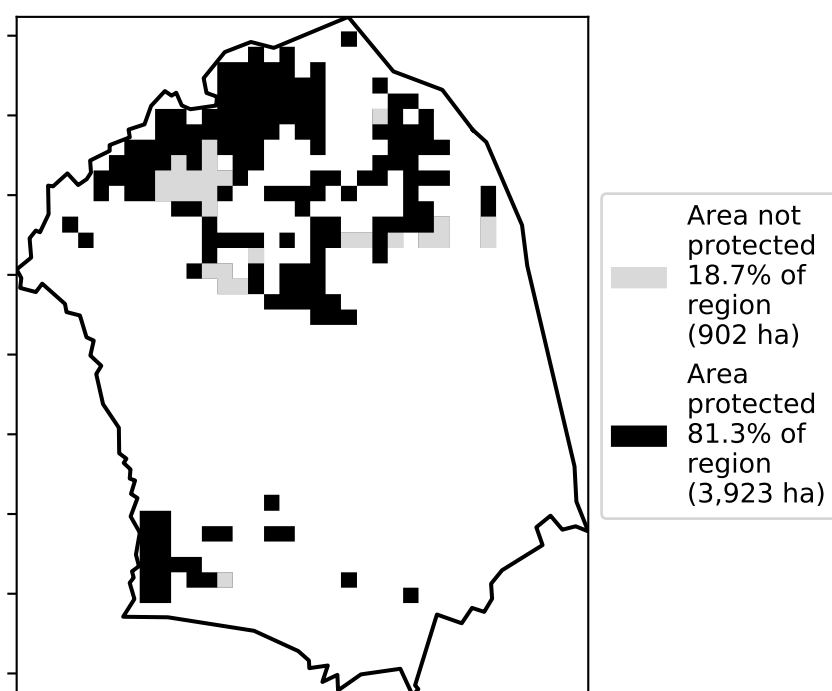 Area not
protected
18.7% of
region
(902 ha)
Area
protected
81.3% of
region
(3,923 ha)